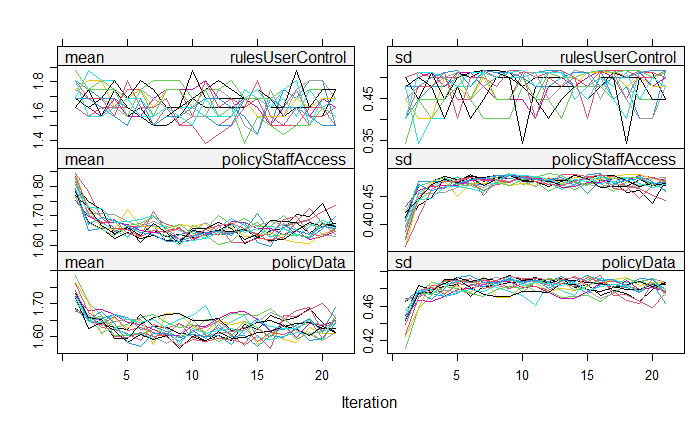 mean rulesUserControl sd rulesUserControl
1.8
1.6
1.4
0.45
0.35
mean policyStaffAccess sd policyStaffAccess
1.80
1.70
1.60
0.45
0.40
mean policyData sd policyData
1.70
1.60
0.46
0.42
5 10 15 20 5 10 15 20
Iteration